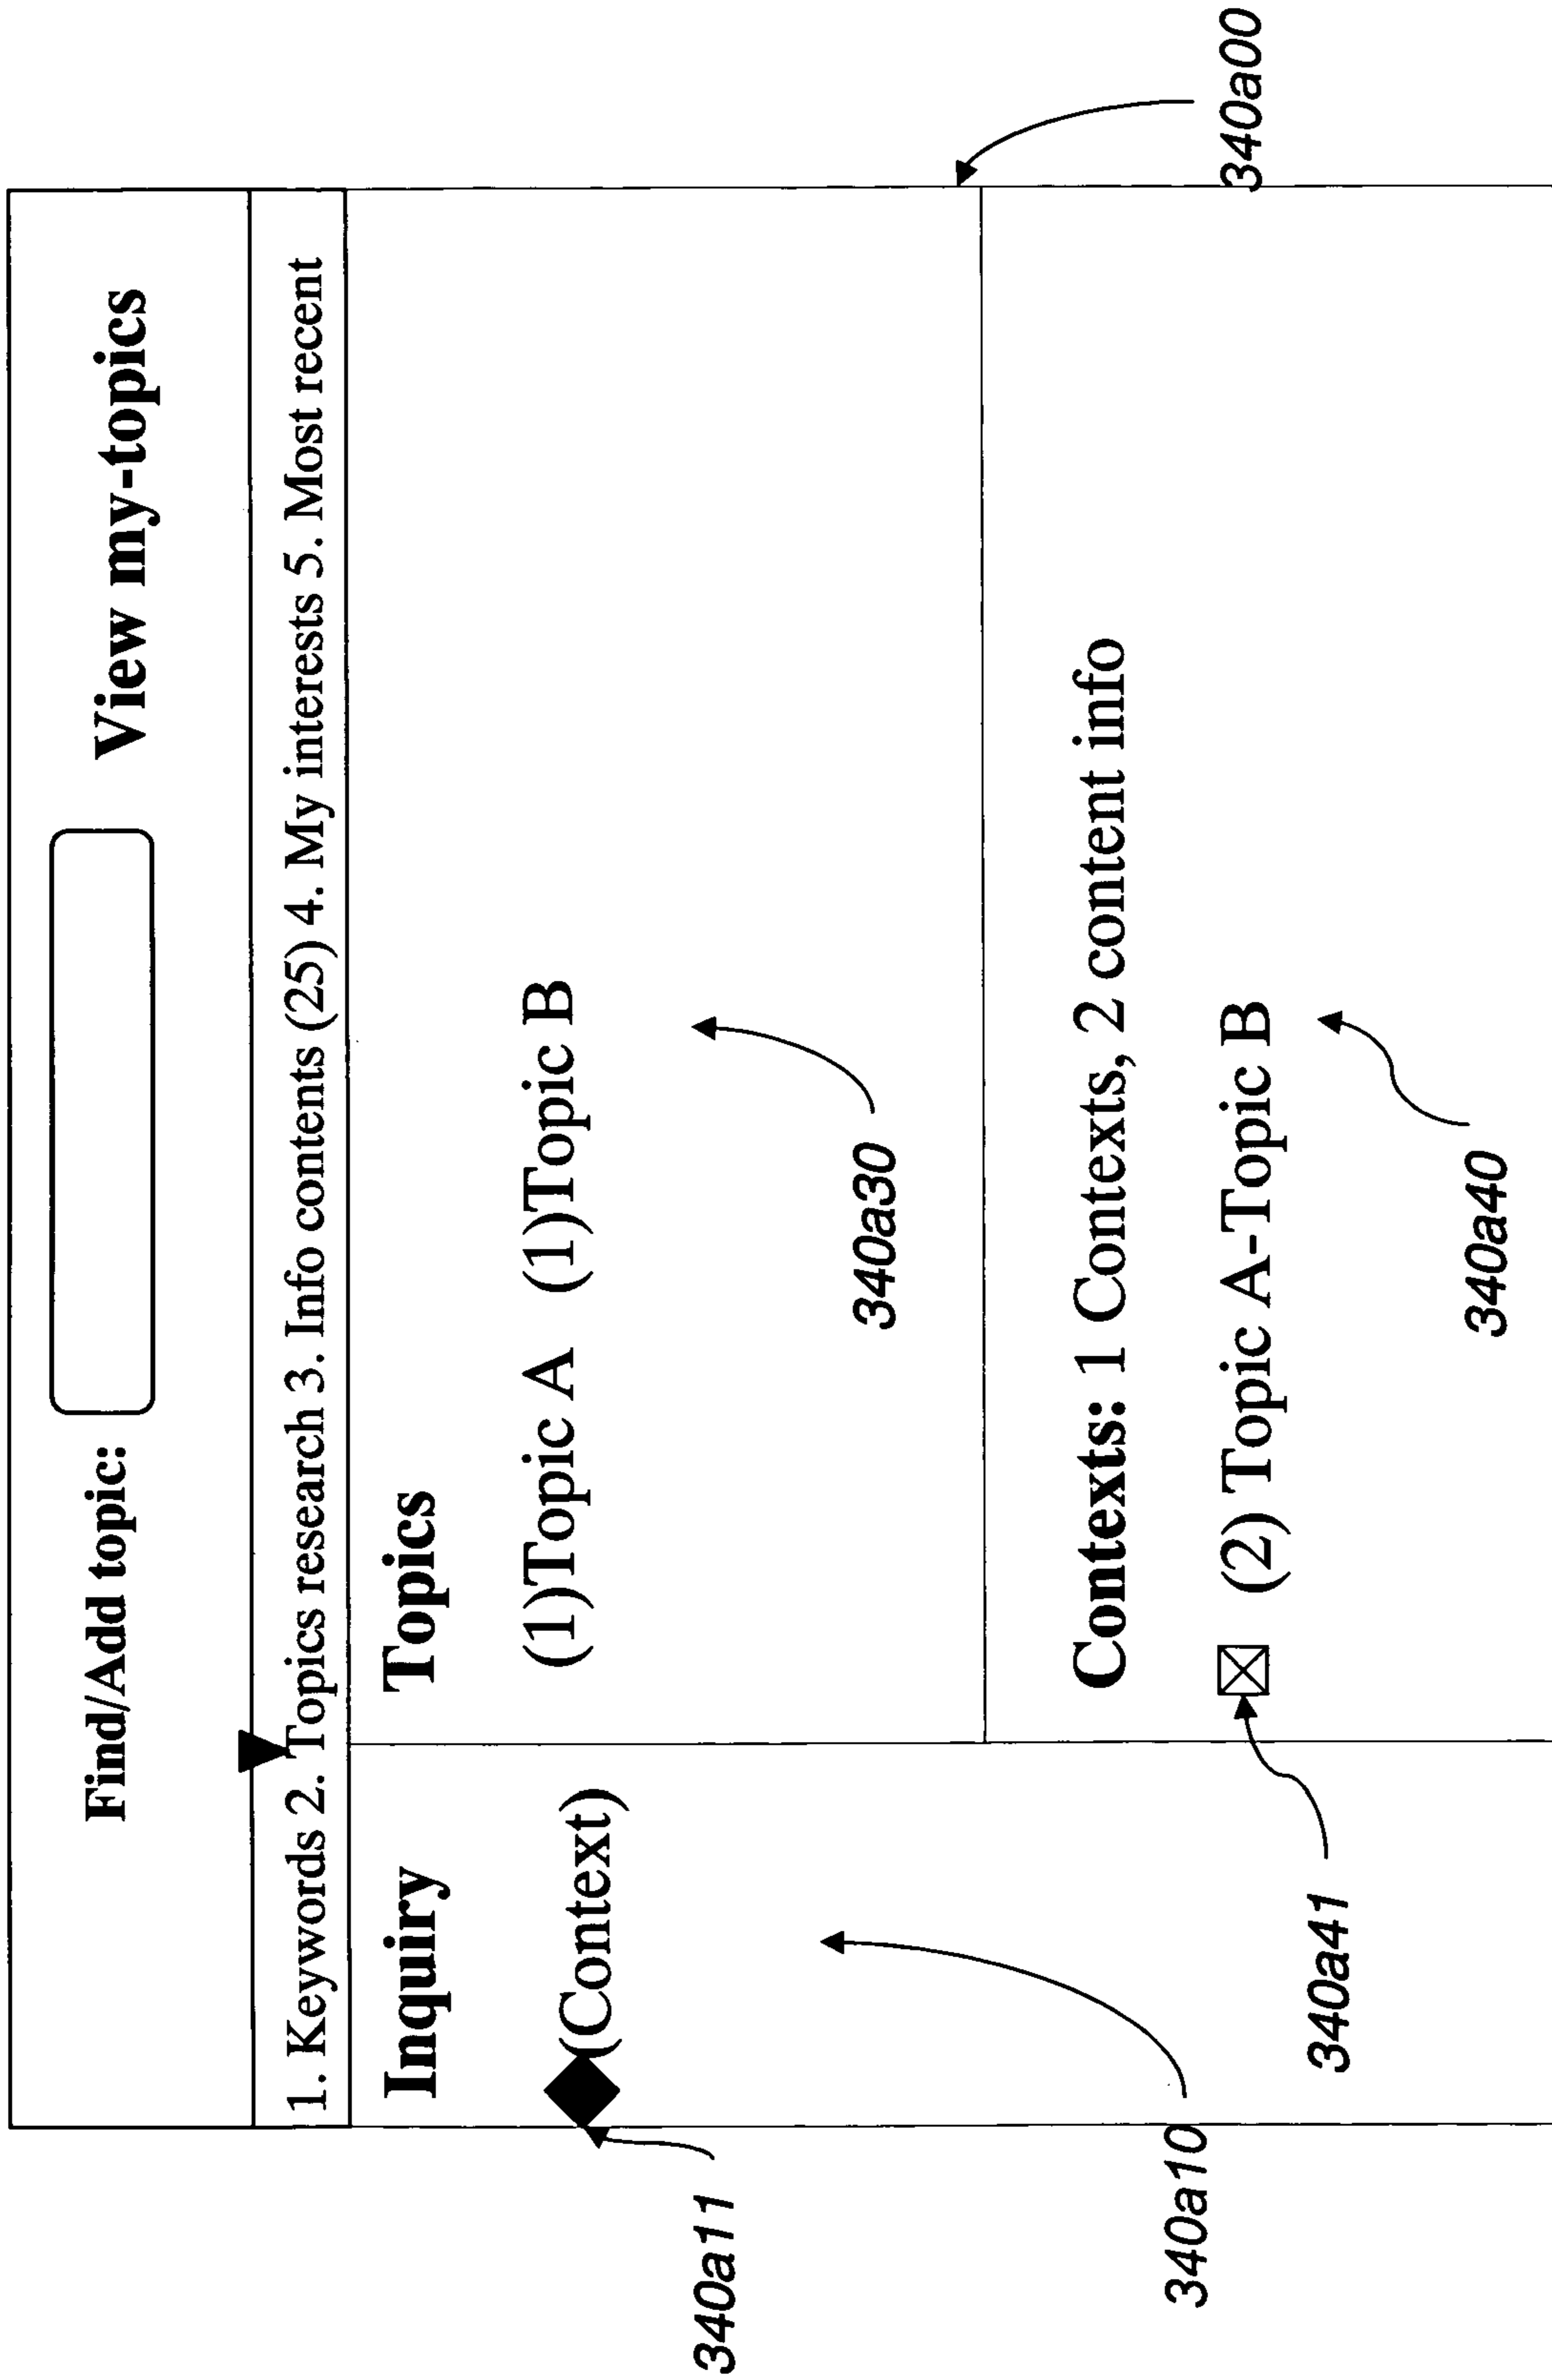 Find/Add topic: View my-topics
1. Keywords 2. Topics research 3. Info contents (25) 4. My interests 5. Most recent
Inquiry
Topics
(Context)
(1)Topic A (1)Topic B
340a11
340a30
340a10
Contexts: 1 Contexts, 2 content info
(2) Topic A-Topic B
340a00
340a41
340a40